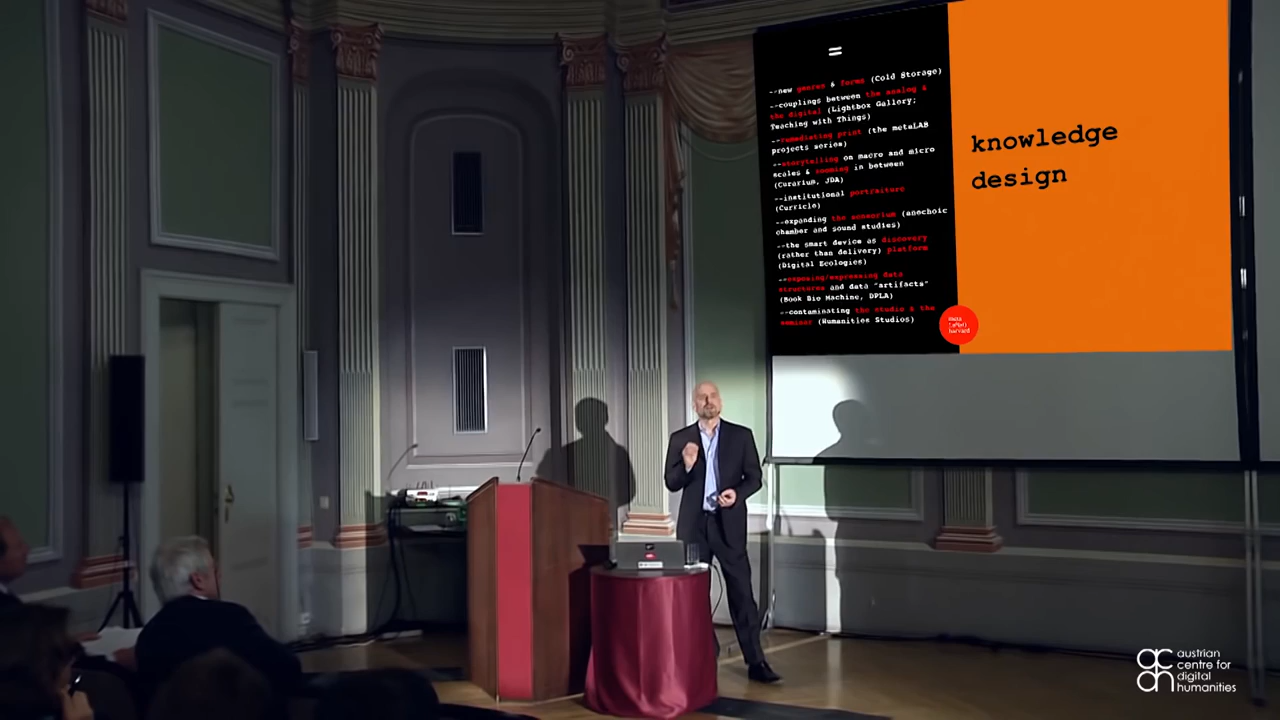 =
--new genres & forms (Cold Storage)
--couplings between the analog &
the digital (Lightbox Gallery;
Teaching with Things)
--remediating print (the metaLAB
projects series)
--storytelling on macro and micro
scales & zooming in between
(Curarium, JDA)
--institutional portraiture
(Curricle)
--expanding the sensorium (anechoic
chamber and sound studies)
--the smart device as discovery
(rather than delivery) platform
(Digital Ecologies)
--exposing/expressing data
structures and data "artifacts"
(Book Bio Machine, DPLA)
--contaminating the studio & the
seminar (Humanities Studios)
knowledge
design
harvard
austrian
centre for
digital
humanities